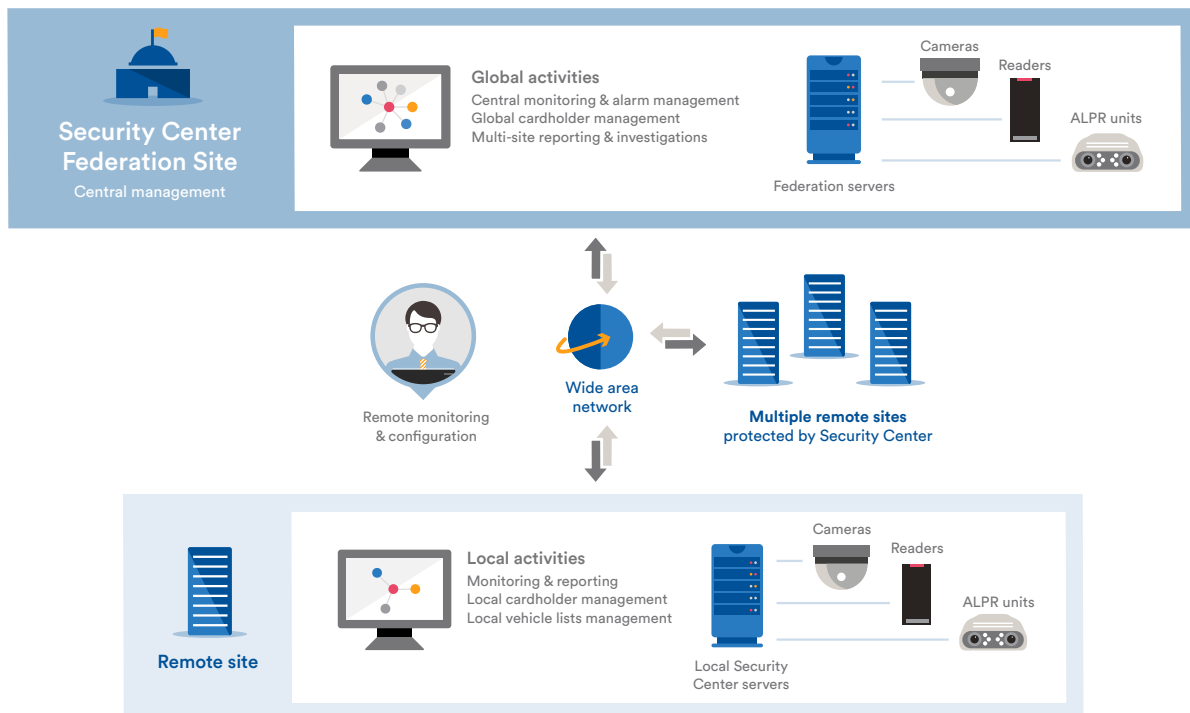 Security Center
Federation Site
Central management
Global activities
Central monitoring & alarm management
Global cardholder management
Multi-site reporting & investigations
Federation servers
Cameras
Readers
ALPR units
Remote monitoring
& configuration
Wide area
network
Multiple remote sites
protected by Security Center
Remote site
Local activities
Monitoring & reporting
Local cardholder management
Local vehicle lists management
Local Security
Center servers
Cameras
Readers
ALPR units